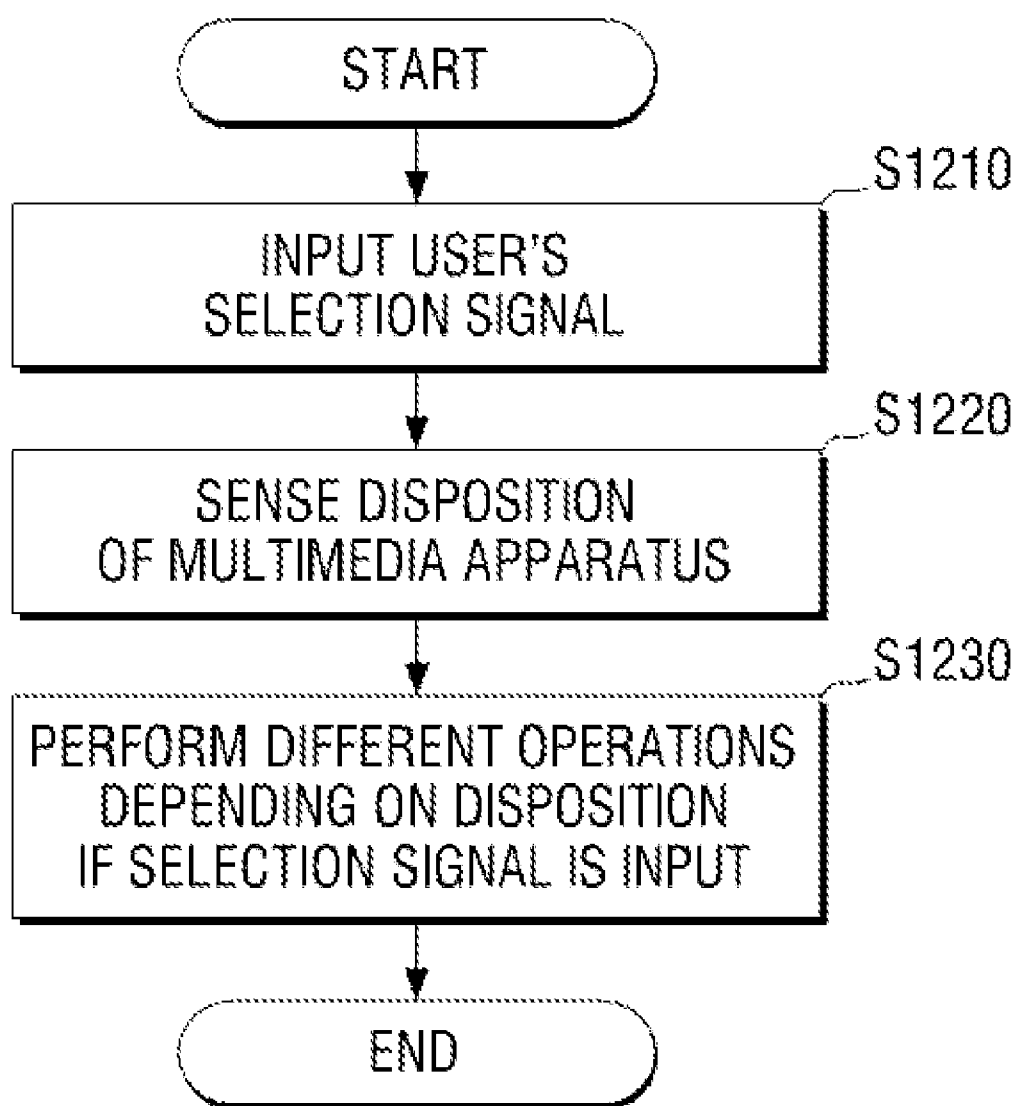 START
S1210
INPUT USER'S
SELECTION SIGNAL
S1220
SENSE DISPOSITION
OF MULTIMEDIA APPARATUS
S1230
PERFORM DIFFERENT OPERATIONS
DEPENDING ON DISPOSITION
IF SELECTION SIGNAL IS INPUT
END